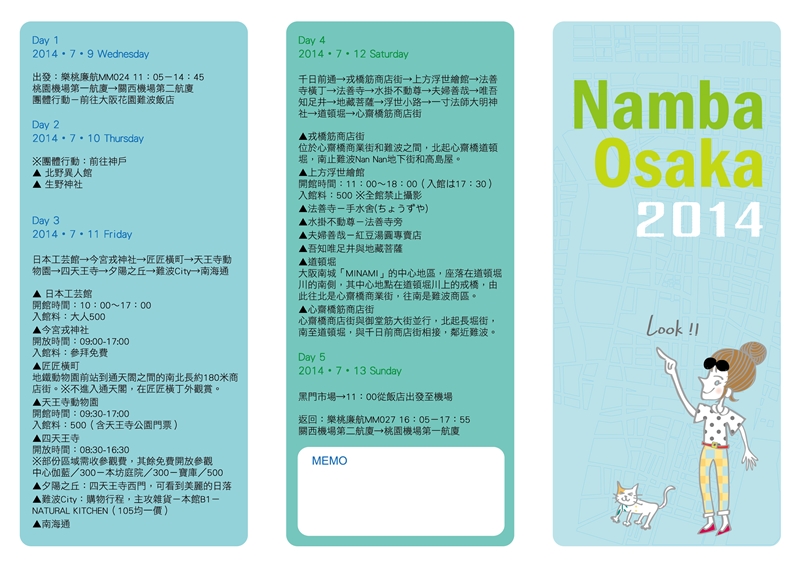 Day 1
2014・7・9 Wednesday
出發：樂桃廉航MM024 11：05－14：45
桃園機場第一航廈→關西機場第二航廈
團體行動－前往大阪花園難波飯店
Day 2
2014・7・10 Thursday
※團體行動：前往神戶
▲ 北野異人館
▲ 生野神社
Day 3
2014・7・11 Friday
日本工芸館→今宮戎神社→匠匠橫町→天王寺動
物園→四天王寺→夕陽之丘→難波City→南海通
▲ 日本工芸館
開館時間：10：00～17：00
入館料：大人500
▲今宮戎神社
開放時間：09:00-17:00
入館料：參拜免費
▲匠匠橫町
地鐵動物園前站到通天閣之間的南北長約180米商
店街。※不進入通天閣，在匠匠橫丁外觀賞。
▲天王寺動物園
開館時間：09:30-17:00
入館料：500（含天王寺公園門票）
▲四天王寺
開放時間：08:30-16:30
※部份區域需收參觀費，其餘免費開放參觀
中心伽藍／300－本坊庭院／300－寶庫／500
▲夕陽之丘：四天王寺西門，可看到美麗的日落
▲難波City：購物行程，主攻雜貨－本館B1－
NATURAL KITCHEN（105均一價）
▲南海通
Day 4
2014・7・12 Saturday
千日前通→戎橋筋商店街→上方浮世繪館→法善
寺橫丁→法善寺→水掛不動尊→夫婦善哉→唯吾
知足井→地藏菩薩→浮世小路→一寸法師大明神
社→道頓堀→心齋橋筋商店街
▲戎橋筋商店街
位於心齋橋商業街和難波之間，北起心齋橋道頓
堀，南止難波Nan Nan地下街和高島屋。
▲上方浮世繪館
開館時間：11：00～18：00（入館は17：30）
入館料：500 ※全館禁止攝影
▲法善寺－手水舍(ちょうずや)
▲水掛不動尊－法善寺旁
▲夫婦善哉－紅豆湯圓專賣店
▲吾知唯足井與地藏菩薩
▲道頓堀
大阪南城「MINAMI」的中心地區，座落在道頓堀
川的南側，其中心地點在道頓堀川上的戎橋，由
此往北是心齋橋商業街，往南是難波商區。
▲心齋橋筋商店街
心齋橋商店街與御堂筋大街並行，北起長堀街，
南至道頓堀，與千日前商店街相接，鄰近難波。
Day 5
2014・7・13 Sunday
黑門市場→11：00從飯店出發至機場
返回：樂桃廉航MM027 16：05－17：55
關西機場第二航廈→桃園機場第一航廈
MEMO
Namba
Osaka
2014
Look !!